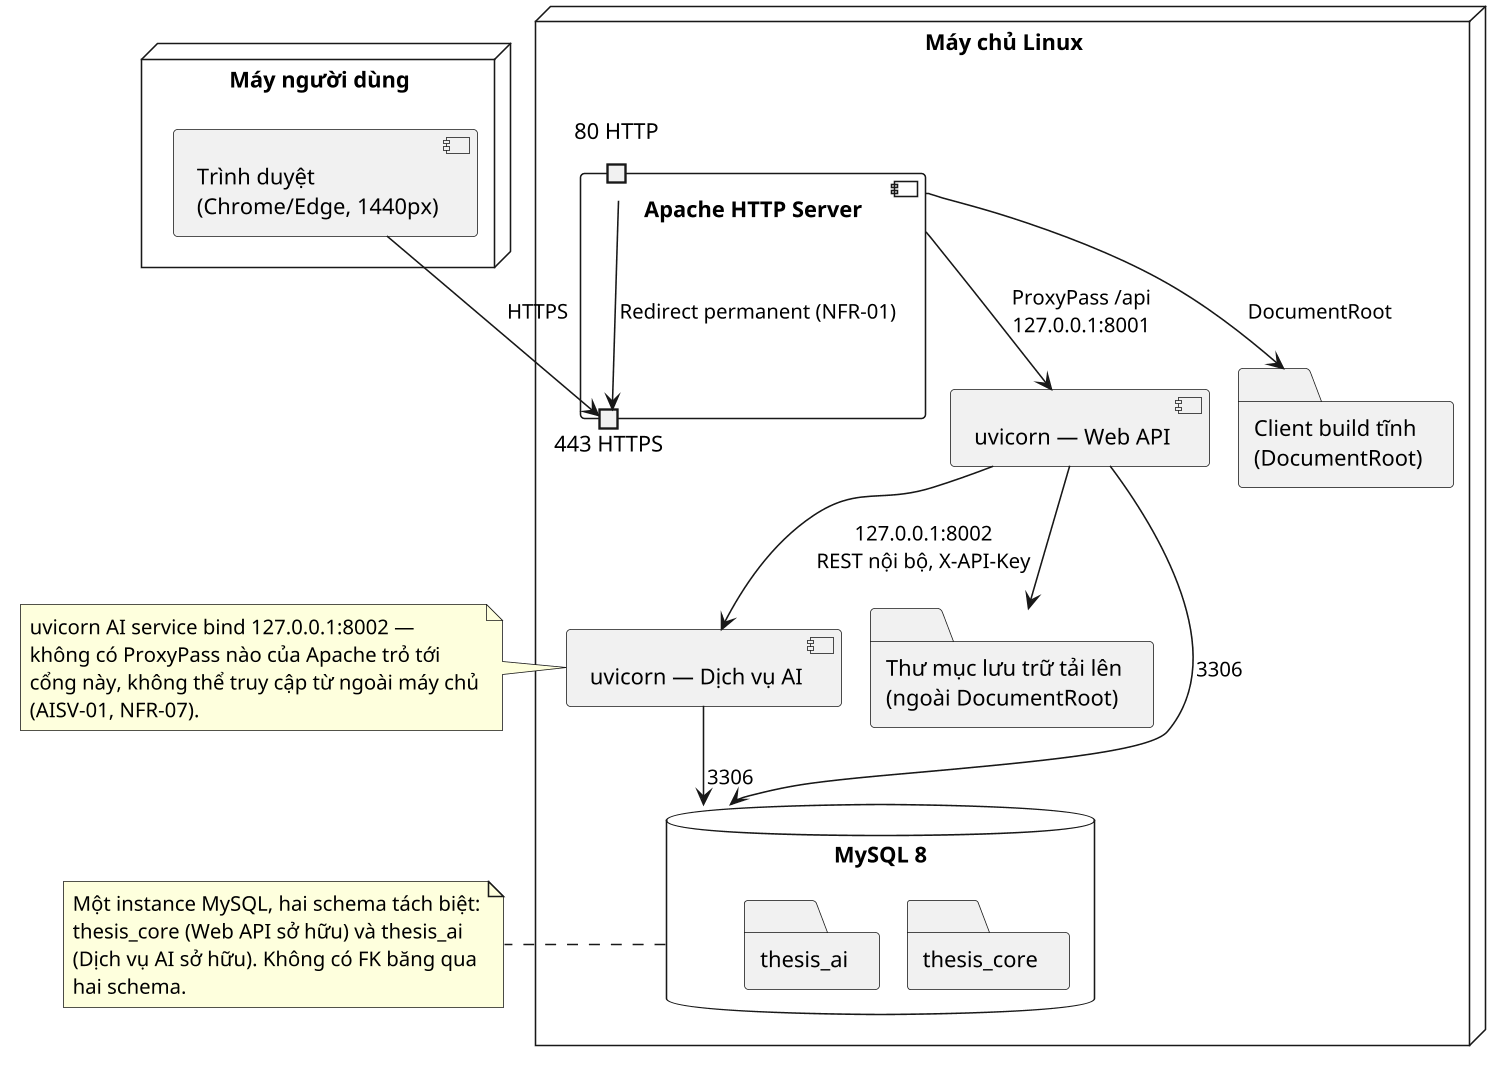 Máy chủ Linux
Máy người dùng
80 HTTP
Trình duyệt
(Chrome/Edge, 1440px)
Apache HTTP Server
HTTPS
Redirect permanent (NFR-01)
ProxyPass /api
127.0.0.1:8001
DocumentRoot
443 HTTPS
uvicorn — Web API
Client build tĩnh
(DocumentRoot)
127.0.0.1:8002
REST nội bộ, X-API-Key
uvicorn AI service bind 127.0.0.1:8002 —
không có ProxyPass nào của Apache trỏ tới
cổng này, không thể truy cập từ ngoài máy chủ
(AISV-01, NFR-07).
uvicorn — Dịch vụ AI
Thư mục lưu trữ tải lên
(ngoài DocumentRoot)
3306
3306
MySQL 8
Một instance MySQL, hai schema tách biệt:
thesis_core (Web API sở hữu) và thesis_ai
(Dịch vụ AI sở hữu). Không có FK băng qua
hai schema.
thesis_ai
thesis_core